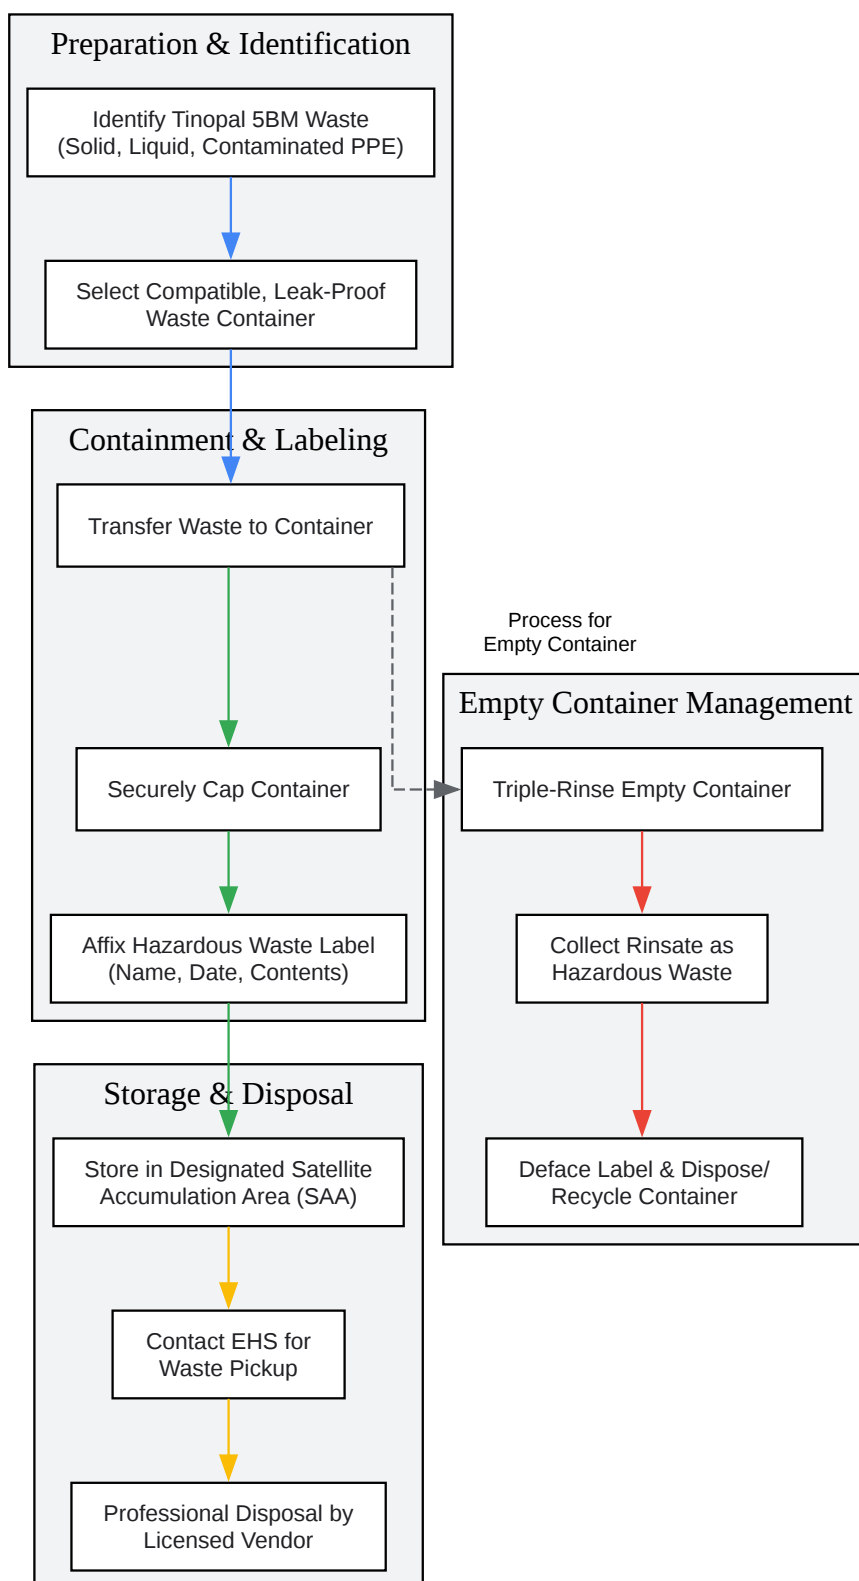 Preparation & Identification
Identify Tinopal 5BM Waste
(Solid, Liquid, Contaminated PPE)
Select Compatible, Leak-Proof
Waste Container
Containment & Labeling
Transfer Waste to Container
Securely Cap Container
Affix Hazardous Waste Label
(Name, Date, Contents)
Storage & Disposal
Store in Designated Satellite
Accumulation Area (SAA)
Contact EHS for
Waste Pickup
Professional Disposal by
Licensed Vendor
Process for
Empty Container
Empty Container Management
Triple-Rinse Empty Container
Collect Rinsate as
Hazardous Waste
Deface Label & Dispose/
Recycle Container